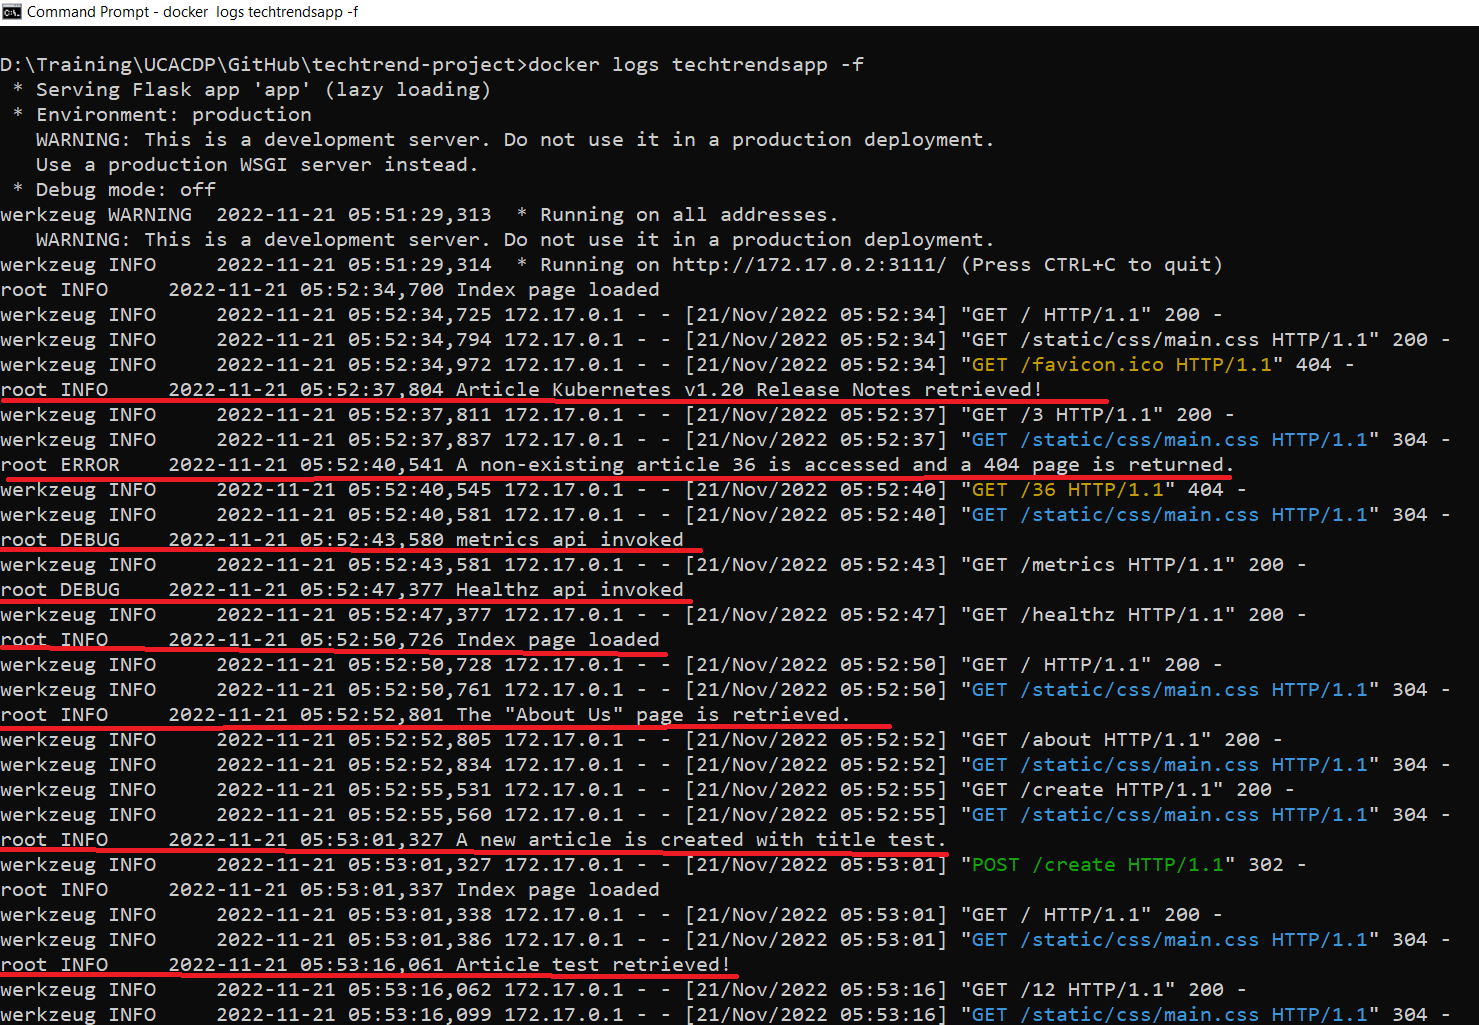 Command Prompt - docker  logs techtrendsapp -f
D:\Training\UCACDP\GitHub\techtrend-project>docker logs techtrendsapp -f
 * Serving Flask app 'app' (lazy loading)
 * Environment: production
   WARNING: This is a development server. Do not use it in a production deployment.
   Use a production WSGI server instead.
 * Debug mode: off
werkzeug WARNING  2022-11-21 05:51:29,313  * Running on all addresses.
   WARNING: This is a development server. Do not use it in a production deployment.
werkzeug INFO     2022-11-21 05:51:29,314  * Running on http://172.17.0.2:3111/ (Press CTRL+C to quit)
root INFO     2022-11-21 05:52:34,700 Index page loaded
werkzeug INFO     2022-11-21 05:52:34,725 172.17.0.1 - - [21/Nov/2022 05:52:34] "GET / HTTP/1.1" 200 -
werkzeug INFO     2022-11-21 05:52:34,794 172.17.0.1 - - [21/Nov/2022 05:52:34] "GET /static/css/main.css HTTP/1.1" 200 -
werkzeug INFO     2022-11-21 05:52:34,972 172.17.0.1 - - [21/Nov/2022 05:52:34] "GET /favicon.ico HTTP/1.1" 404 -
root INFO     2022-11-21 05:52:37,804 Article Kubernetes v1.20 Release Notes retrieved!
werkzeug INFO     2022-11-21 05:52:37,811 172.17.0.1 - - [21/Nov/2022 05:52:37] "GET /3 HTTP/1.1" 200 -
werkzeug INFO     2022-11-21 05:52:37,837 172.17.0.1 - - [21/Nov/2022 05:52:37] "GET /static/css/main.css HTTP/1.1" 304 -
root ERROR    2022-11-21 05:52:40,541 A non-existing article 36 is accessed and a 404 page is returned.
werkzeug INFO     2022-11-21 05:52:40,545 172.17.0.1 - - [21/Nov/2022 05:52:40] "GET /36 HTTP/1.1" 404 -
werkzeug INFO     2022-11-21 05:52:40,581 172.17.0.1 - - [21/Nov/2022 05:52:40] "GET /static/css/main.css HTTP/1.1" 304 -
root DEBUG    2022-11-21 05:52:43,580 metrics api invoked
werkzeug INFO     2022-11-21 05:52:43,581 172.17.0.1 - - [21/Nov/2022 05:52:43] "GET /metrics HTTP/1.1" 200 -
root DEBUG    2022-11-21 05:52:47,377 Healthz api invoked
werkzeug INFO     2022-11-21 05:52:47,377 172.17.0.1 - - [21/Nov/2022 05:52:47] "GET /healthz HTTP/1.1" 200 -
root INFO     2022-11-21 05:52:50,726 Index page loaded
werkzeug INFO     2022-11-21 05:52:50,728 172.17.0.1 - - [21/Nov/2022 05:52:50] "GET / HTTP/1.1" 200 -
werkzeug INFO     2022-11-21 05:52:50,761 172.17.0.1 - - [21/Nov/2022 05:52:50] "GET /static/css/main.css HTTP/1.1" 304 -
root INFO     2022-11-21 05:52:52,801 The "About Us" page is retrieved.
werkzeug INFO     2022-11-21 05:52:52,805 172.17.0.1 - - [21/Nov/2022 05:52:52] "GET /about HTTP/1.1" 200 -
werkzeug INFO     2022-11-21 05:52:52,834 172.17.0.1 - - [21/Nov/2022 05:52:52] "GET /static/css/main.css HTTP/1.1" 304 -
werkzeug INFO     2022-11-21 05:52:55,531 172.17.0.1 - - [21/Nov/2022 05:52:55] "GET /create HTTP/1.1" 200 -
werkzeug INFO     2022-11-21 05:52:55,560 172.17.0.1 - - [21/Nov/2022 05:52:55] "GET /static/css/main.css HTTP/1.1" 304 -
root INFO     2022-11-21 05:53:01,327 A new article is created with title test.
werkzeug INFO     2022-11-21 05:53:01,327 172.17.0.1 - - [21/Nov/2022 05:53:01] "POST /create HTTP/1.1" 302 -
root INFO     2022-11-21 05:53:01,337 Index page loaded
werkzeug INFO     2022-11-21 05:53:01,338 172.17.0.1 - - [21/Nov/2022 05:53:01] "GET / HTTP/1.1" 200 -
werkzeug INFO     2022-11-21 05:53:01,386 172.17.0.1 - - [21/Nov/2022 05:53:01] "GET /static/css/main.css HTTP/1.1" 304 -
root INFO     2022-11-21 05:53:16,061 Article test retrieved!
werkzeug INFO     2022-11-21 05:53:16,062 172.17.0.1 - - [21/Nov/2022 05:53:16] "GET /12 HTTP/1.1" 200 -
werkzeug INFO     2022-11-21 05:53:16,099 172.17.0.1 - - [21/Nov/2022 05:53:16] "GET /static/css/main.css HTTP/1.1" 304 -